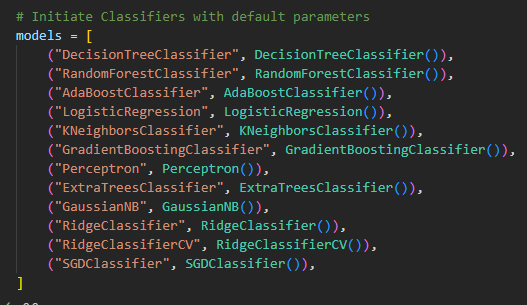 # Initiate Classifiers with default parameters
models = [
("DecisionTreeClassifier", DecisionTreeClassifier()),
("RandomForestClassifier", RandomForestClassifier()),
("AdaBoostClassifier", AdaBoostClassifier()),
("LogisticRegression", LogisticRegression()),
("KNeighborsClassifier", KNeighborsClassifier()),
("GradientBoostingClassifier", GradientBoostingClassifier()),
("Perceptron", Perceptron()),
("ExtraTreesClassifier", ExtraTreesClassifier()),
("GaussianNB", GaussianNB()),
("RidgeClassifier", RidgeClassifier()),
("RidgeClassifierCV", RidgeClassifierCV()),
("SGDClassifier", SGDClassifier()),
]